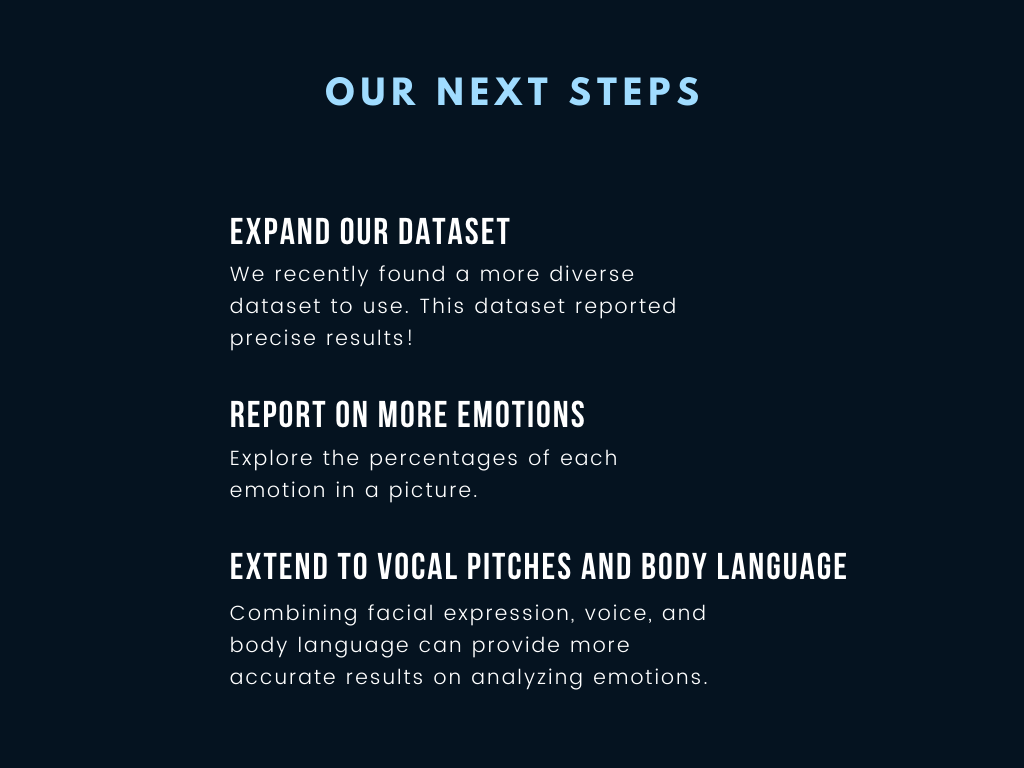 OUR NEXT STEPS
EXPAND OUR DATASET
We recently found a more diverse
dataset to use. This dataset reported
precise results!
REPORT ON MORE EMOTIONS
Explore the percentages of each
emotion in a picture.
EXTEND TO VOCAL PITCHES AND BODY LANGUAGE
Combining facial expression, voice, and
body language can provide more
accurate results on analyzing emotions.